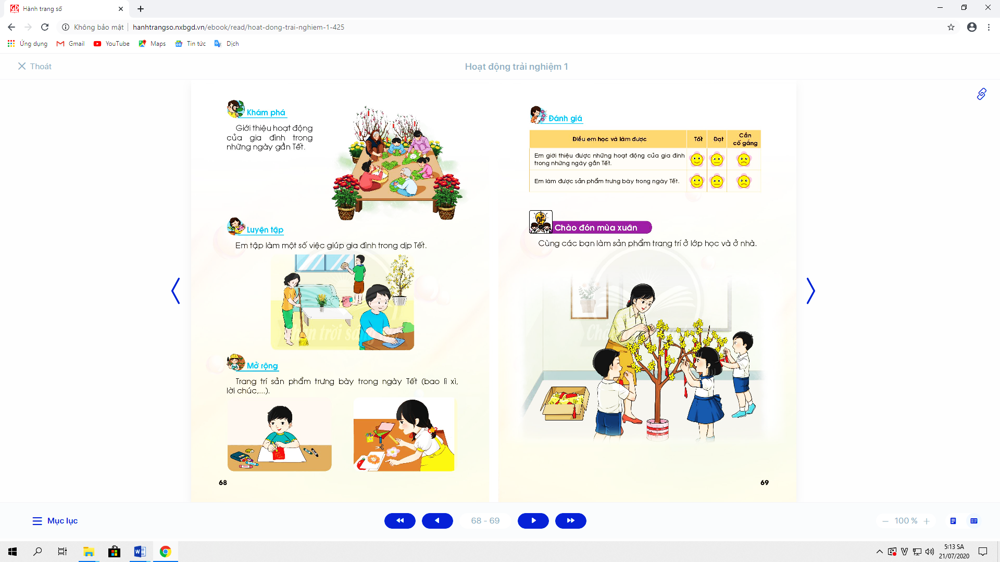 Hành trang số
Không bảo mật
hanhtrangso.nxbgd.vn/ebook/read/hoat-dong-trai-nghiem-1-425
Ứng dụng
Gmail
YouTube
Maps
Tin tức
Dịch
Thoát
Hoạt động trải nghiệm 1
Khám phá
Giới thiệu hoạt động
của gia đình trong
những ngày gần Tết.
Luyện tập
Em tập làm một số việc giúp gia đình trong dịp Tết.
Mở rộng
Trang trí sản phẩm trưng bày trong ngày Tết (bao lì xì,
lời chúc,...).
68
Đánh giá
Điều em học và làm được
Tốt
Đạt
Cần
cố gắng
Em giới thiệu được những hoạt động của gia đình
trong những ngày gần Tết.
Em làm được sản phẩm trưng bày trong ngày Tết.
Chào đón mùa xuân
Cùng các bạn làm sản phẩm trang trí ở lớp học và ở nhà.
69
Mục lục
68 - 69
100 %
5:13 SA
21/07/2020